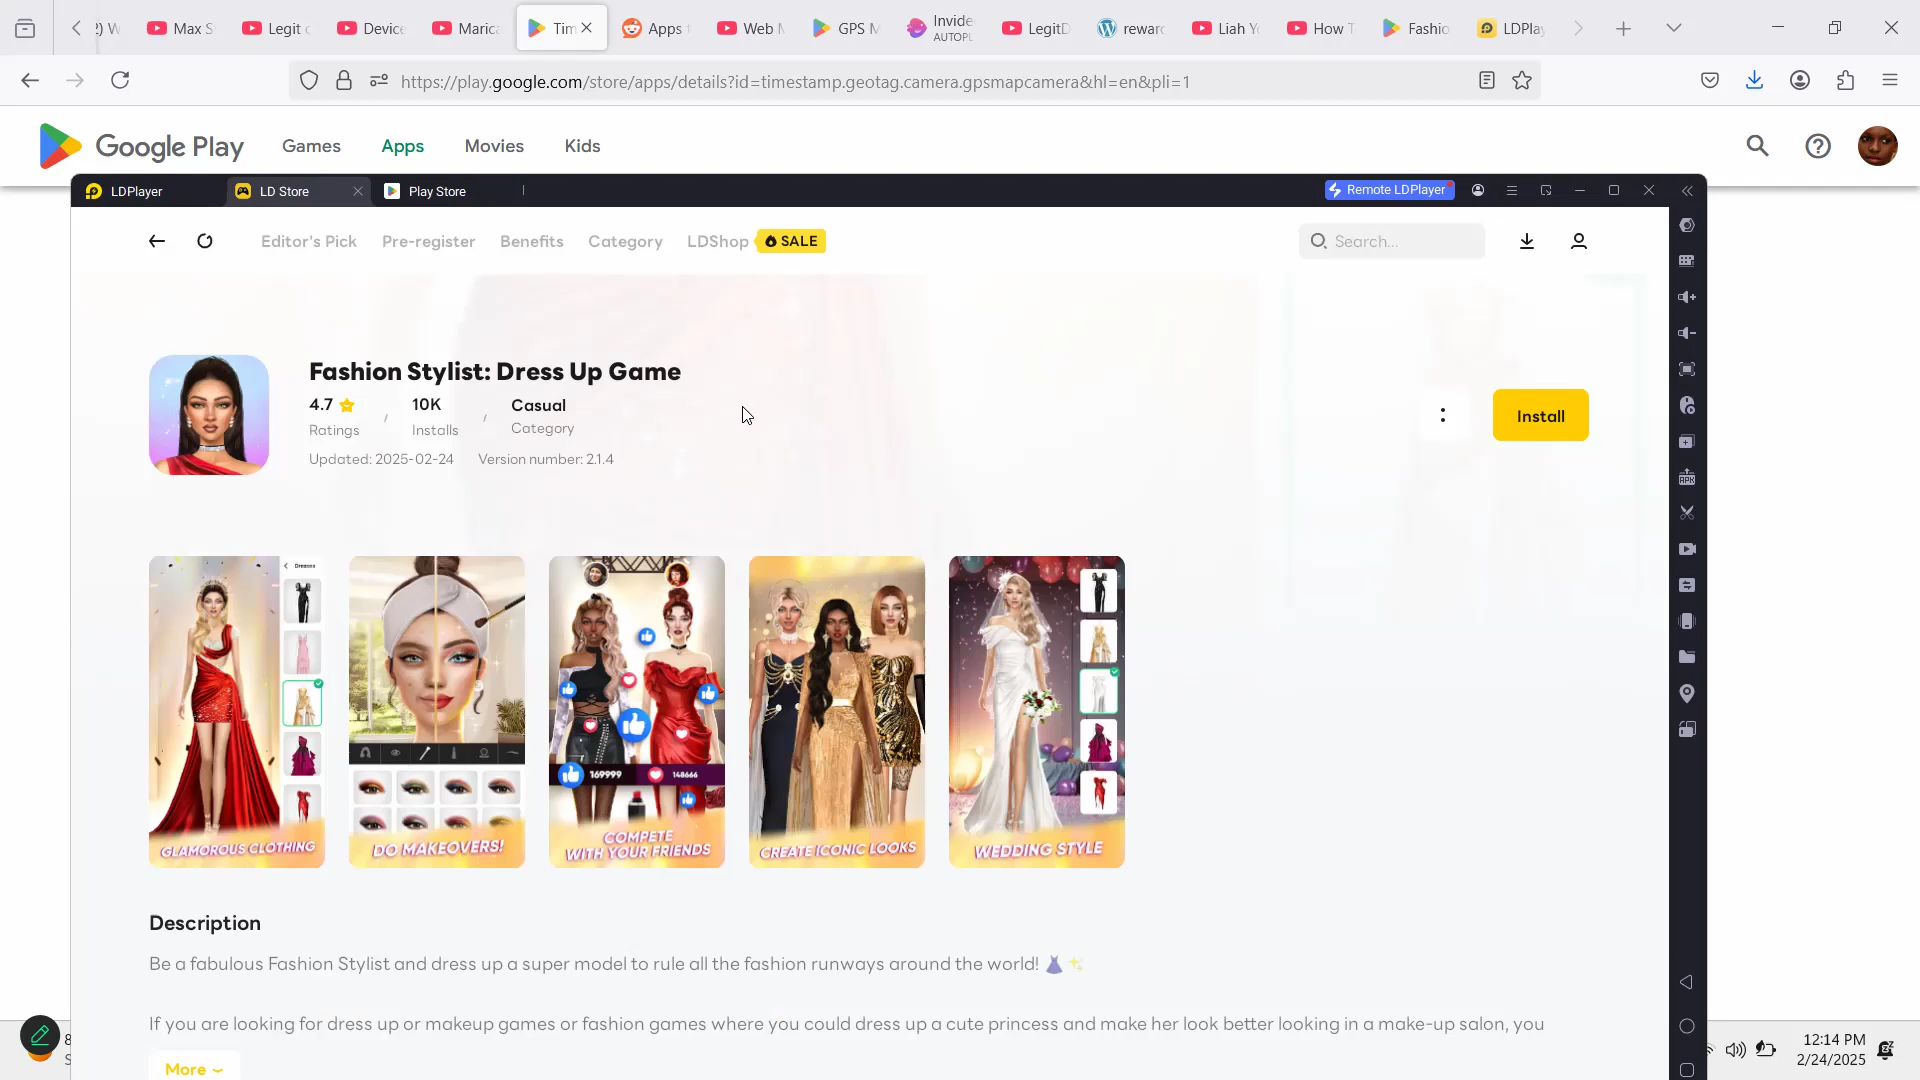 2) W
Max S
Legit c
Device
Marica
Tim
Apps
Web M
GPS M
Invide
AUTOPL
LegitD
rewar
Liah Y
How T
Fashio
LDPlay
https://play.google.com/store/apps/details?id=timestamp.geotag.camera.gpsmapcamera&hl=en&pli=1
Google Play
Games
Apps
Movies
Kids
LDPlayer
LD Store
Play Store
Remote LDPlayer
Editor's Pick
Pre-register
Benefits
Category
LDShop
SALE
Search...
Fashion Stylist: Dress Up Game
4.7
Ratings
/
10K
Installs
/
Casual
Category
Updated: 2025-02-24
Version number: 2.1.4
Install
Dresses
GLAMOROUS CLOTHING
DO MAKEOVERS!
169999
148666
COMPETE
WITH YOUR FRIENDS
CREATE ICONIC LOOKS
WEDDING STYLE
Description
Be a fabulous Fashion Stylist and dress up a super model to rule all the fashion runways around the world! 👗✨
If you are looking for dress up or makeup games or fashion games where you could dress up a cute princess and make her look better looking in a make-up salon, you
More
8
S
12:14 PM
2/24/2025
APK